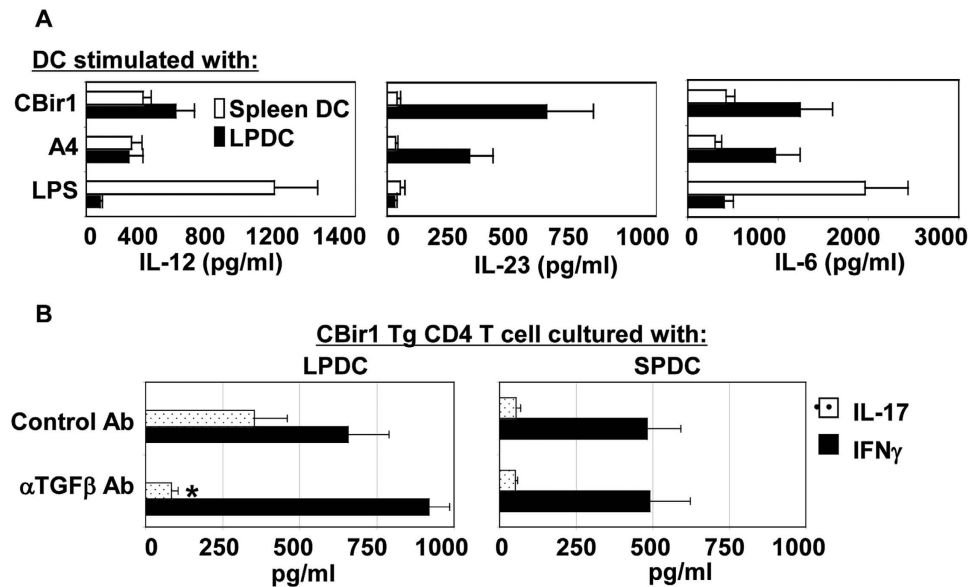 A
DC stimulated with:
CBir1
A4
LPS
Spleen DC
LPDC
0 400 800 1200 1400
IL-12 (pg/ml)
0 250 500 750 1000
IL-23 (pg/ml)
0 1000 2000 3000
IL-6 (pg/ml)
B
CBir1 Tg CD4 T cell cultured with:
LPDC
SPDC
Control Ab
αTGFβ Ab
*
IL-17
IFNγ
0 250 500 750 1000
pg/ml
0 250 500 750 1000
pg/ml